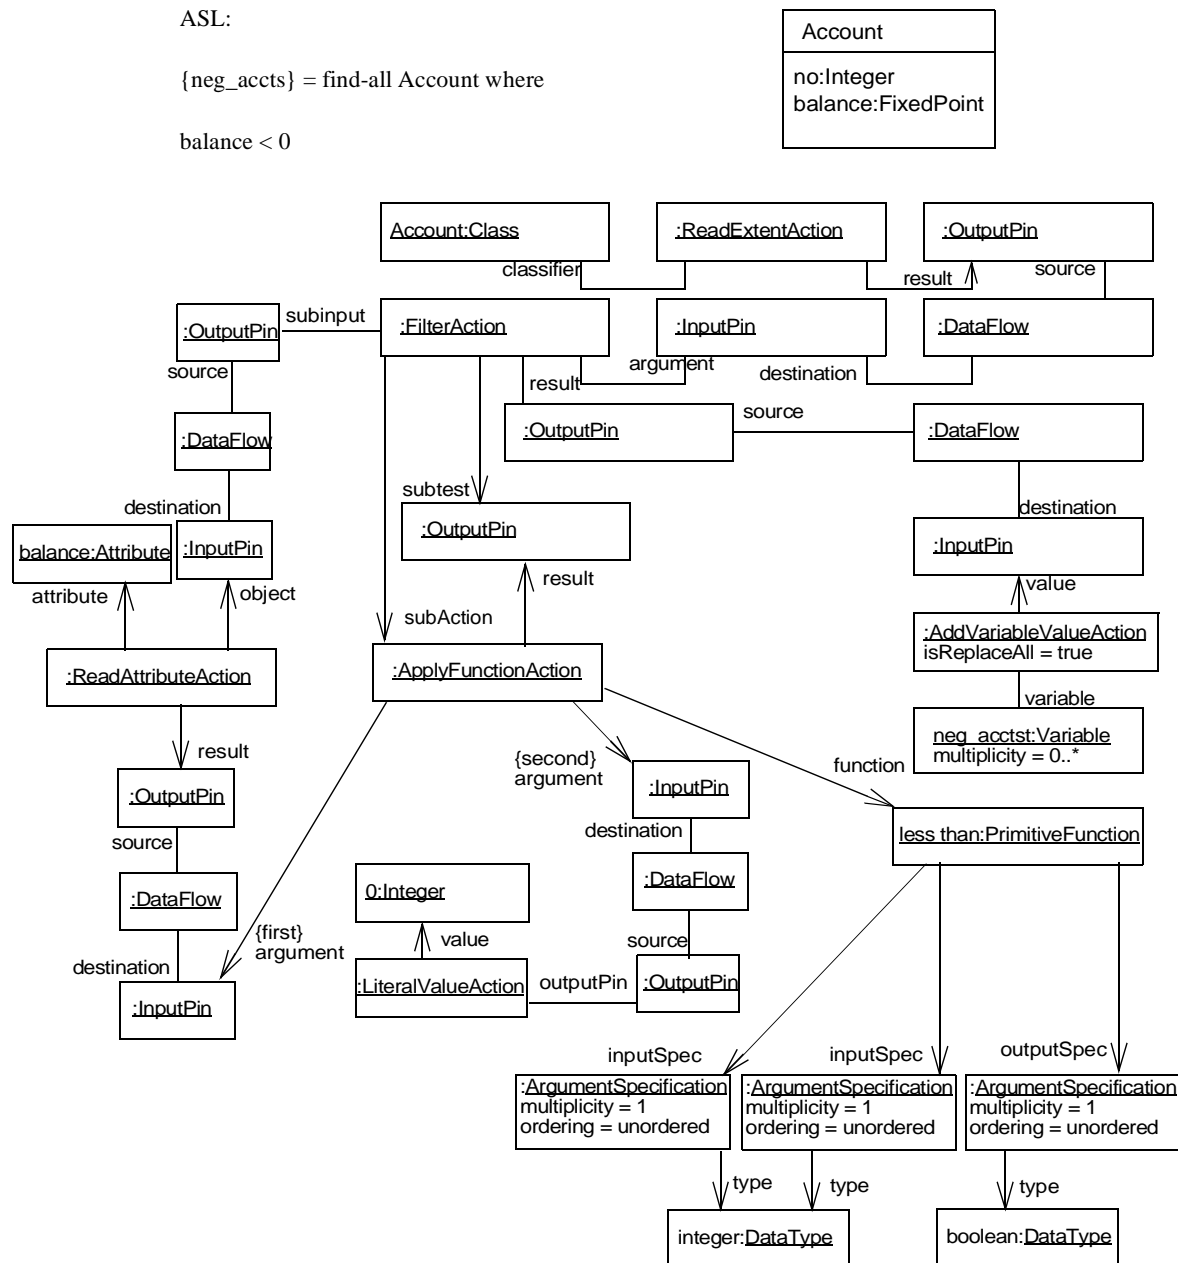 ASL:
Account
{neg_accts} = find-all Account where
no:Integer
balance:FixedPoint
balance < 0
Account:Class
:ReadExtentAction
:OutputPin
classifier
result
source
:OutputPin
subinput
:FilterAction
:InputPin
:DataFlow
source
result
argument
destination
:DataFlow
:OutputPin
source
:DataFlow
destination
subtest
destination
balance:Attribute
:InputPin
:OutputPin
:InputPin
attribute
object
result
value
subAction
:AddVariableValueAction
isReplaceAll = true
:ReadAttributeAction
:ApplyFunctionAction
variable
neg_acctst:Variable
multiplicity = 0..*
result
{second}
argument
function
:OutputPin
:InputPin
source
destination
less than:PrimitiveFunction
:DataFlow
0:Integer
:DataFlow
{first}
argument
value
source
destination
:InputPin
:LiteralValueAction
outputPin
:OutputPin
inputSpec
inputSpec
outputSpec
:ArgumentSpecification
multiplicity = 1
ordering = unordered
:ArgumentSpecification
multiplicity = 1
ordering = unordered
:ArgumentSpecification
multiplicity = 1
ordering = unordered
type
type
type
integer:DataType
boolean:DataType